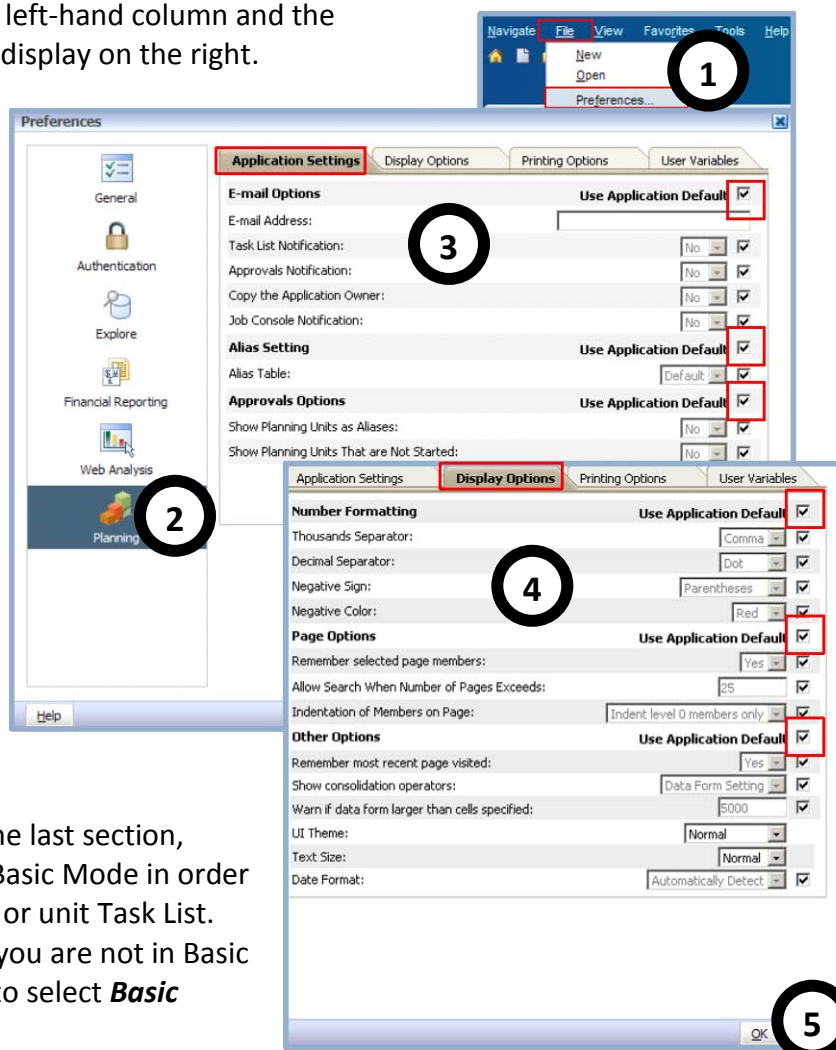 left-hand column and the
display on the right.
Navigate File View Favorites Tools Help
New
Open
Preferences...
1
Preferences
General
Authentication
Explore
Financial Reporting
Web Analysis
Planning
2
Help
Application Settings Display Options Printing Options User Variables
E-mail Options Use Application Default
E-mail Address:
3
Task List Notification: No
Approvals Notification: No
Copy the Application Owner: No
Job Console Notification: No
Alias Setting Use Application Default
Alias Table: Default
Approvals Options Use Application Default
Show Planning Units as Aliases: No
Show Planning Units That are Not Started: No
Application Settings Display Options Printing Options User Variables
Number Formatting Use Application Default
Thousands Separator: Comma
Decimal Separator: Dot
4
Negative Sign: Parentheses
Negative Color: Red
Page Options Use Application Default
Remember selected page members: Yes
Allow Search When Number of Pages Exceeds: 25
Indentation of Members on Page: Indent level 0 members only
Other Options Use Application Default
Remember most recent page visited: Yes
Show consolidation operators: Data Form Setting
Warn if data form larger than cells specified: 5000
UI Theme: Normal
Text Size: Normal
Date Format: Automatically Detect
OK
5
he last section,
Basic Mode in order
or unit Task List.
you are not in Basic
to select Basic